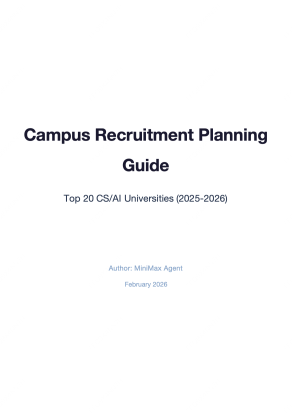 Campus Recruitment Planning
Guide
Top 20 CS/AI Universities (2025-2026)
Author: MiniMax Agent
February 2026